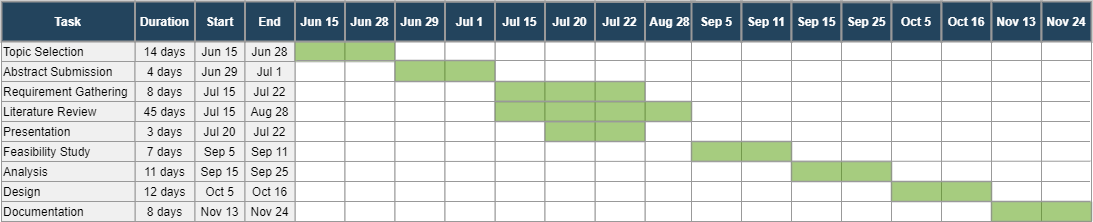 Task Duration Start End Jun 15 Jun 28 Jun 29 Jul 1 Jul 15 Jul 20 Jul 22 Aug 28 Sep 5 Sep 11 Sep 15 Sep 25 Oct 5 Oct 16 Nov 13 Nov 24
Topic Selection 14 days Jun 15 Jun 28
Abstract Submission 4 days Jun 29 Jul 1
Requirement Gathering 8 days Jul 15 Jul 22
Literature Review 45 days Jul 15 Aug 28
Presentation 3 days Jul 20 Jul 22
Feasibility Study 7 days Sep 5 Sep 11
Analysis 11 days Sep 15 Sep 25
Design 12 days Oct 5 Oct 16
Documentation 8 days Nov 13 Nov 24